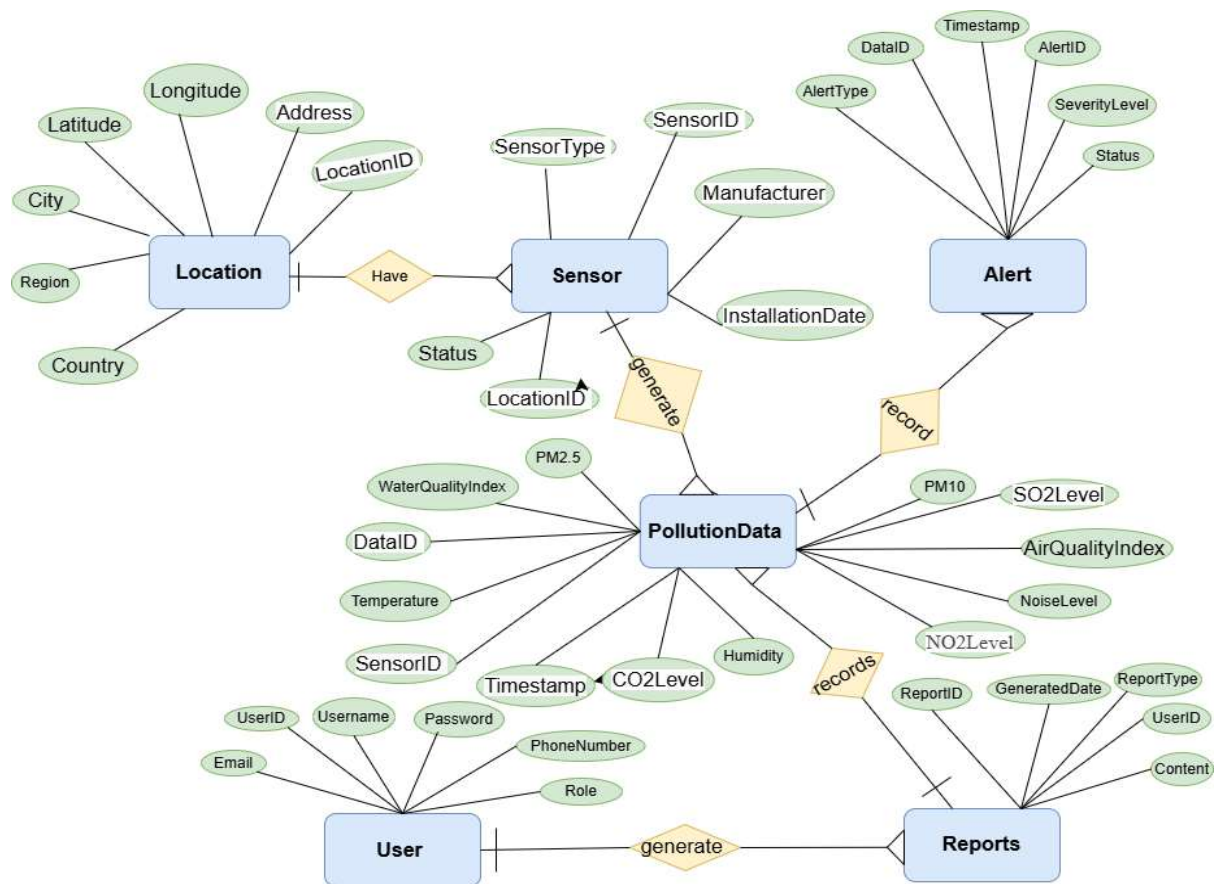 Timestamp
DataID
AlertID
Longitude
AlertType
SeverityLevel
Address
Latitude
SensorID
SensorType
LocationID
Status
City
Manufacturer
Location
Have
Sensor
Alert
Region
InstallationDate
Country
Status
generate
LocationID
record
PM2.5
WaterQualityIndex
PM10
SO2Level
PollutionData
DataID
AirQualityIndex
Temperature
NoiseLevel
NO2Level
SensorID
Humidity
Timestamp
CO2Level
records
ReportType
GeneratedDate
ReportID
UserID
Username
Password
UserID
PhoneNumber
Email
Content
Role
User
generate
Reports